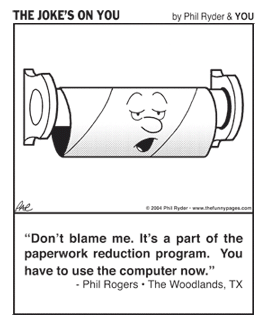 THE JOKE'S ON YOU by Phil Ryder & YOU
© 2004 Phil Ryder - www.thefunnypages.com
“Don’t blame me. It’s a part of the
paperwork reduction program. You
have to use the computer now.”
- Phil Rogers • The Woodlands, TX